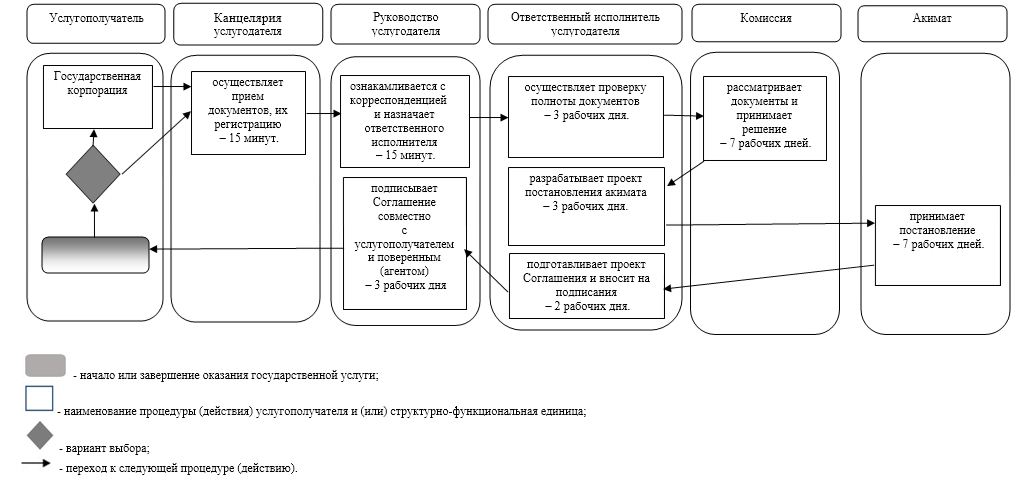 Услугополучатель
Канцелярия
услугодателя
Руководство
услугодателя
Ответственный исполнитель
услугодателя
Комиссия
Акимат
Государственная
корпорация
осуществляет
прием
документов, их
регистрацию
– 15 минут.
ознакамливается с
корреспонденцией
и назначает
ответственного
исполнителя
– 15 минут.
осуществляет проверку
полноты документов
– 3 рабочих дня.
рассматривает
документы и
принимает
решение
– 7 рабочих дней.
разрабатывает проект
постановления акимата
– 3 рабочих дня.
принимает
постановление
– 7 рабочих дней.
подготавливает проект
Соглашения и вносит на
подписания
– 2 рабочих дня.
подписывает
Соглашение
совместно
с
услугополучателем
и поверенным
(агентом)
– 3 рабочих дня
- начало или завершение оказания государственной услуги;
- наименование процедуры (действия) услугополучателя и (или) структурно-функциональная единица;
- вариант выбора;
- переход к следующей процедуре (действию).